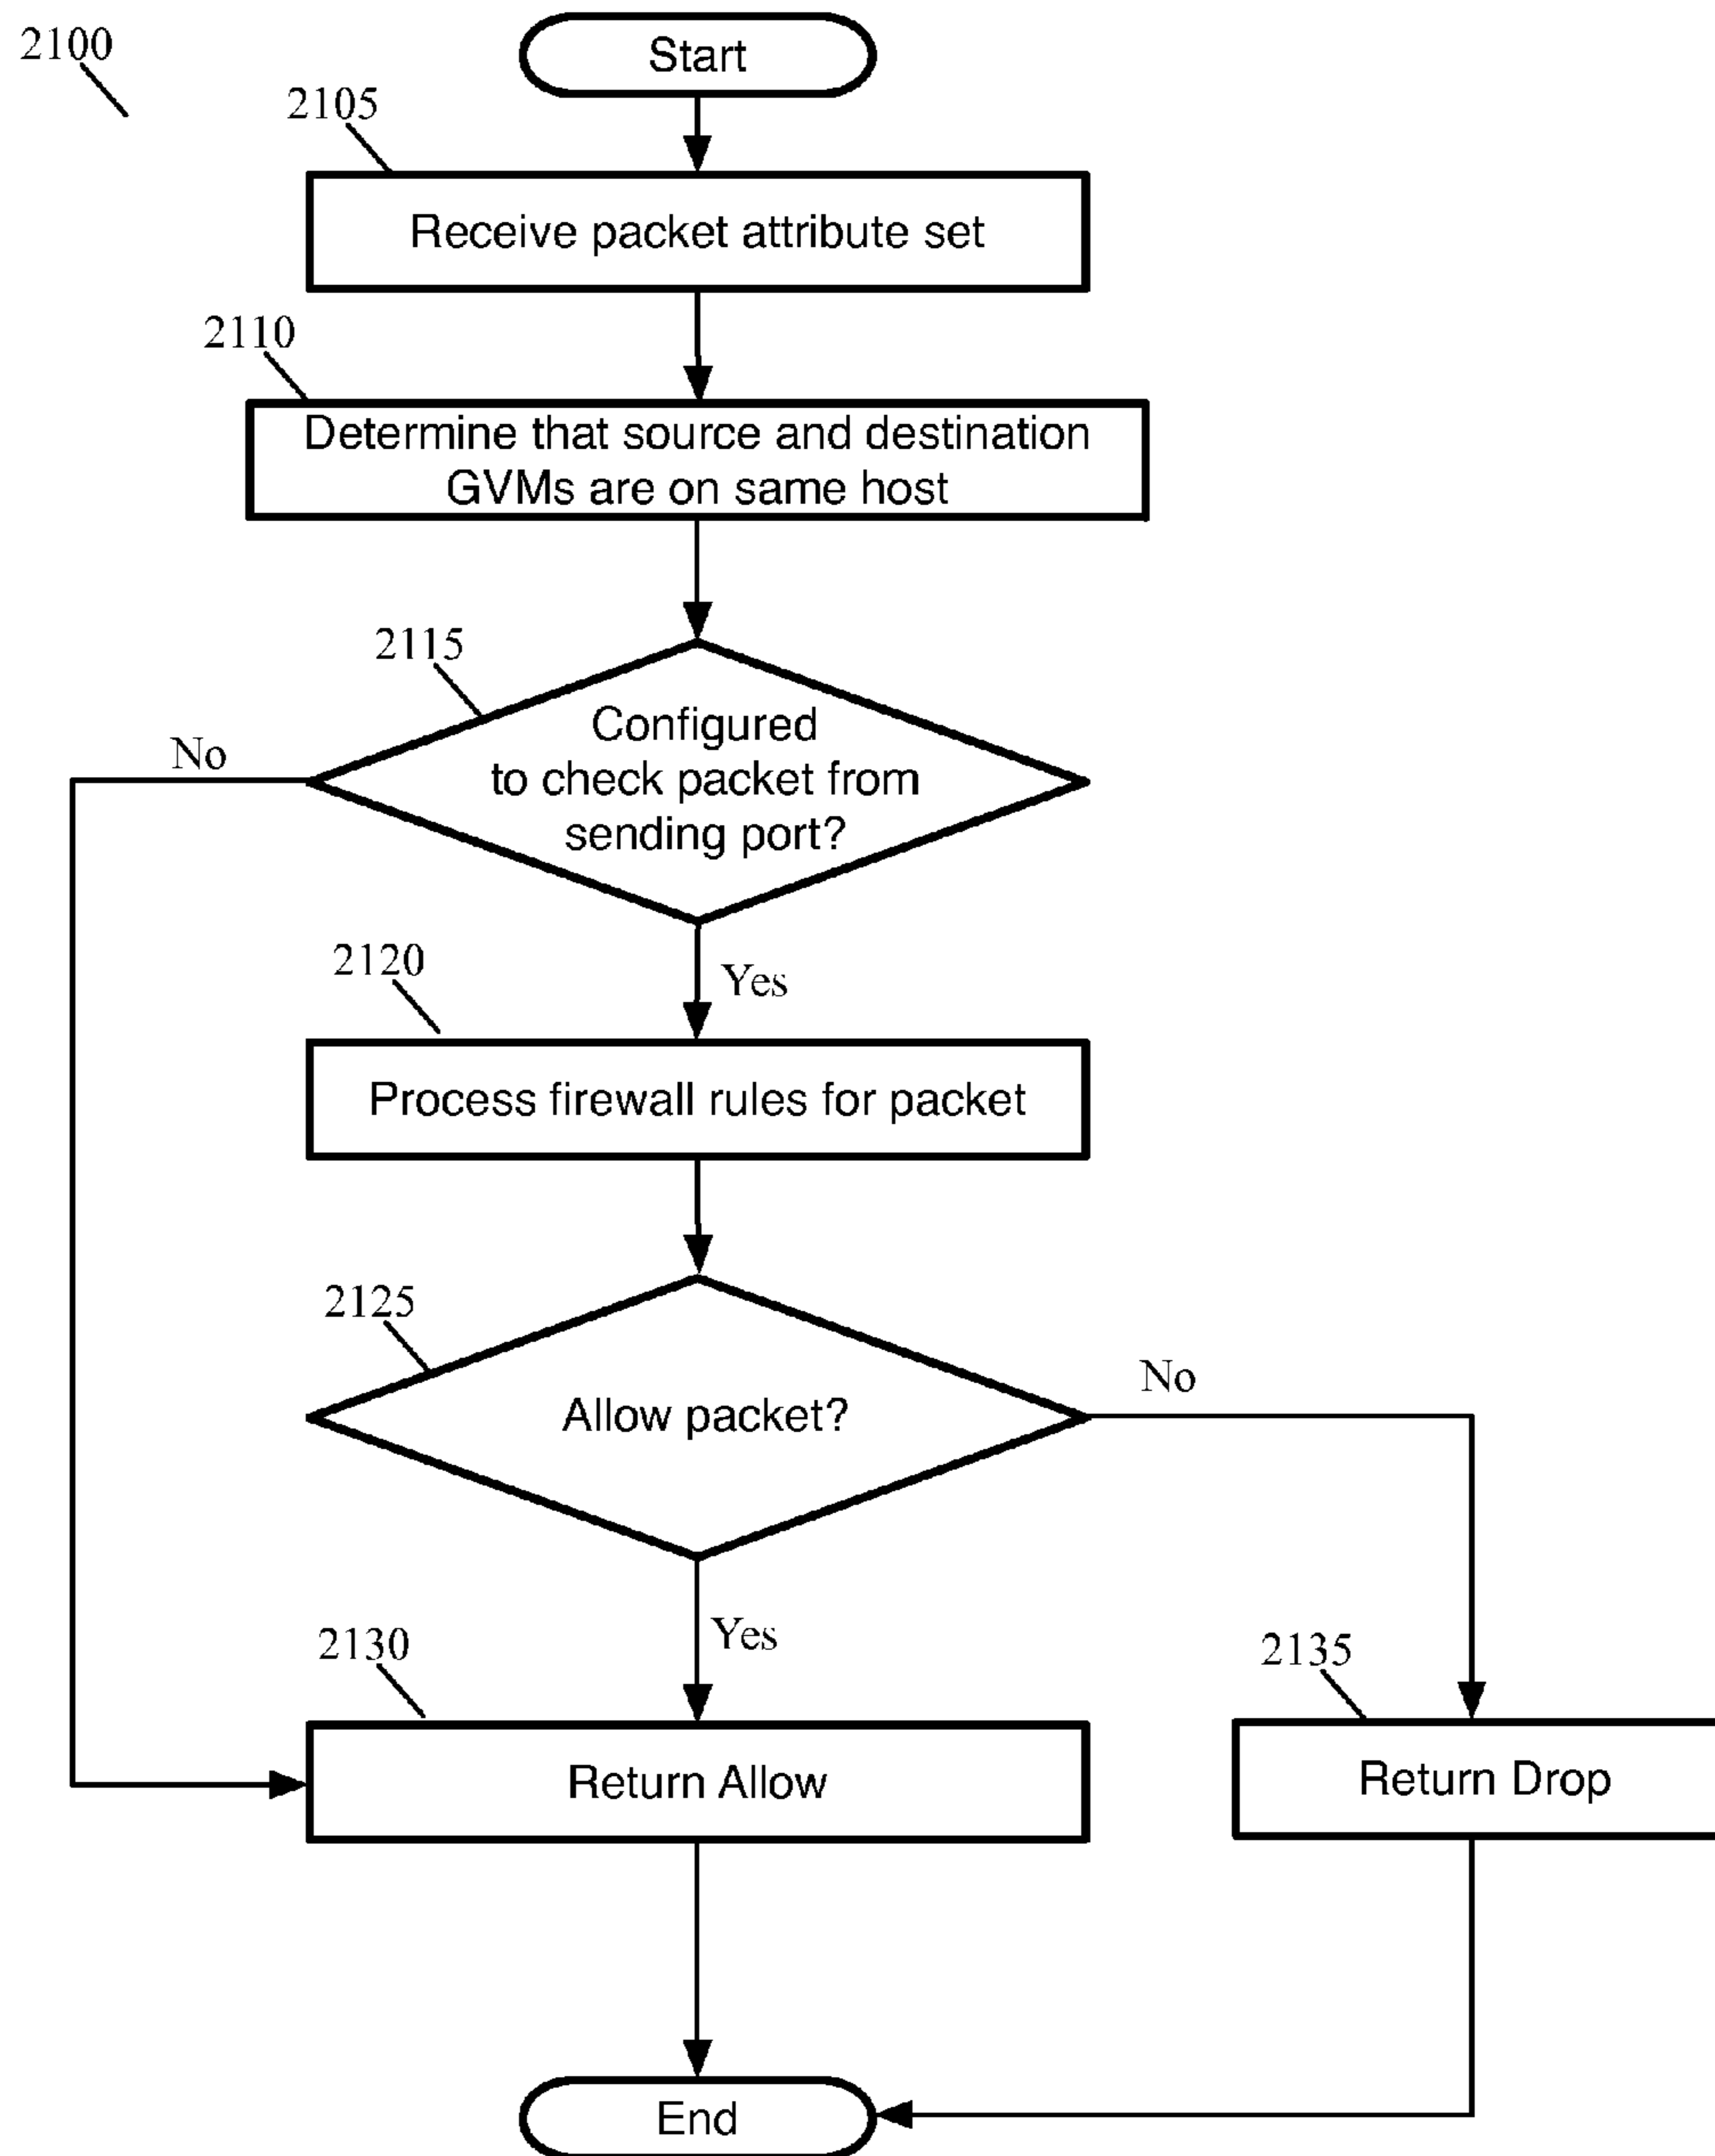 2100
Start
2105
Receive packet attribute set
2110
Determine that source and destination
GVMs are on same host
2115
Configured
to check packet from
sending port?
No
Yes
2120
Process firewall rules for packet
2125
Allow packet?
No
Yes
2130
Return Allow
2135
Return Drop
End